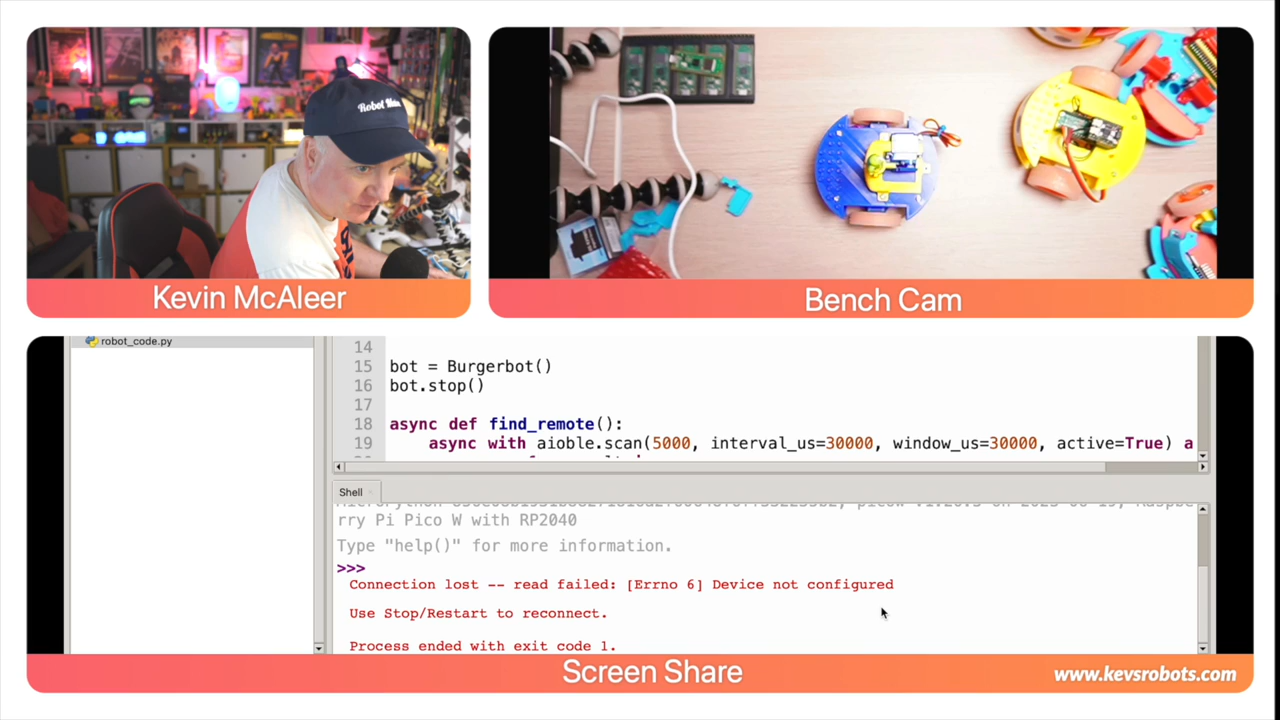 Robot
Kevin McAleer
Bench Cam
robot_code.py
14
15 bot = Burgerbot()
16 bot.stop()
17
18 async def find_remote():
19 async with aioble.scan(5000, interval_us=30000, window_us=30000, active=True) a
Shell
rry Pi Pico W with RP2040
Type "help()" for more information.
>>>
Connection lost -- read failed: [Errno 6] Device not configured
Use Stop/Restart to reconnect.
Process ended with exit code 1.
Screen Share
www.kevsrobots.com